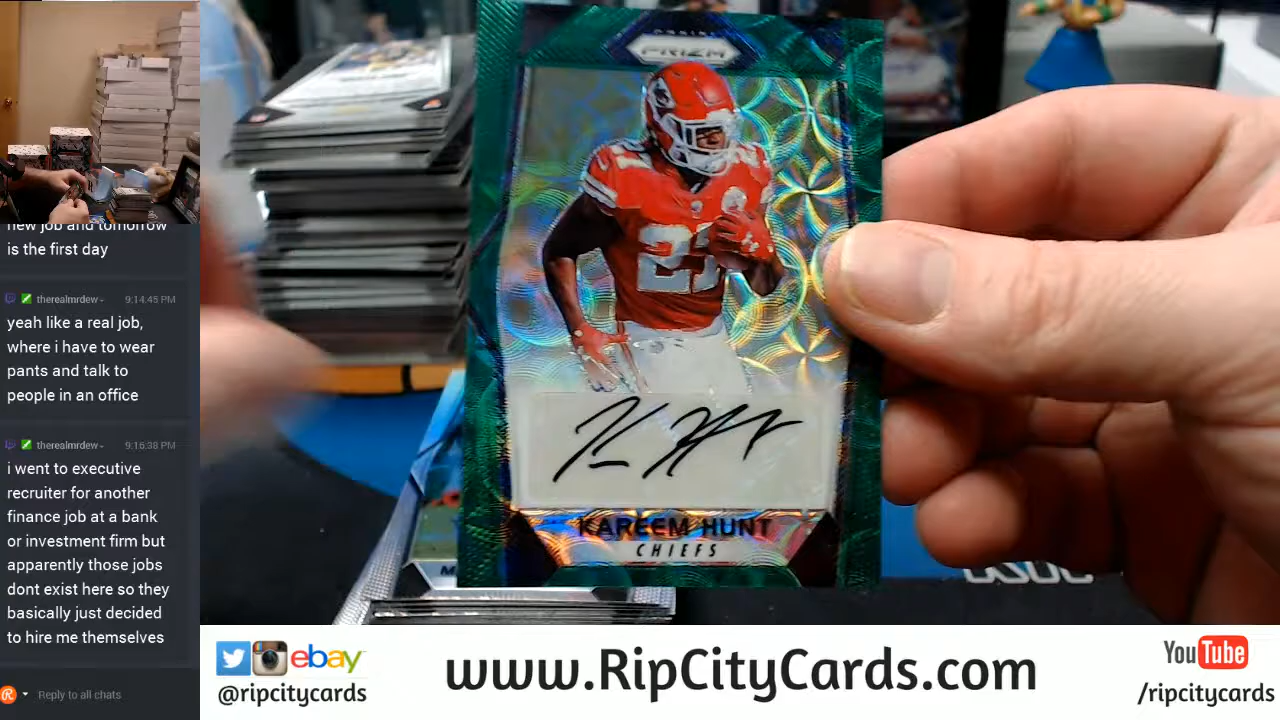 new job and tomorrow
is the first day
therealmrdew
9:14:45 PM
yeah like a real job,
where i have to wear
pants and talk to
people in an office
therealmrdew
9:15:38 PM
i went to executive
recruiter for another
finance job at a bank
or investment firm but
apparently those jobs
dont exist here so they
basically just decided
to hire me themselves
Reply to all chats
PANINI
PRIZM
27
KAREEM HUNT
CHIEFS
M
ebay
@ripcitycards
www.RipCityCards.com
YouTube
/ripcitycards